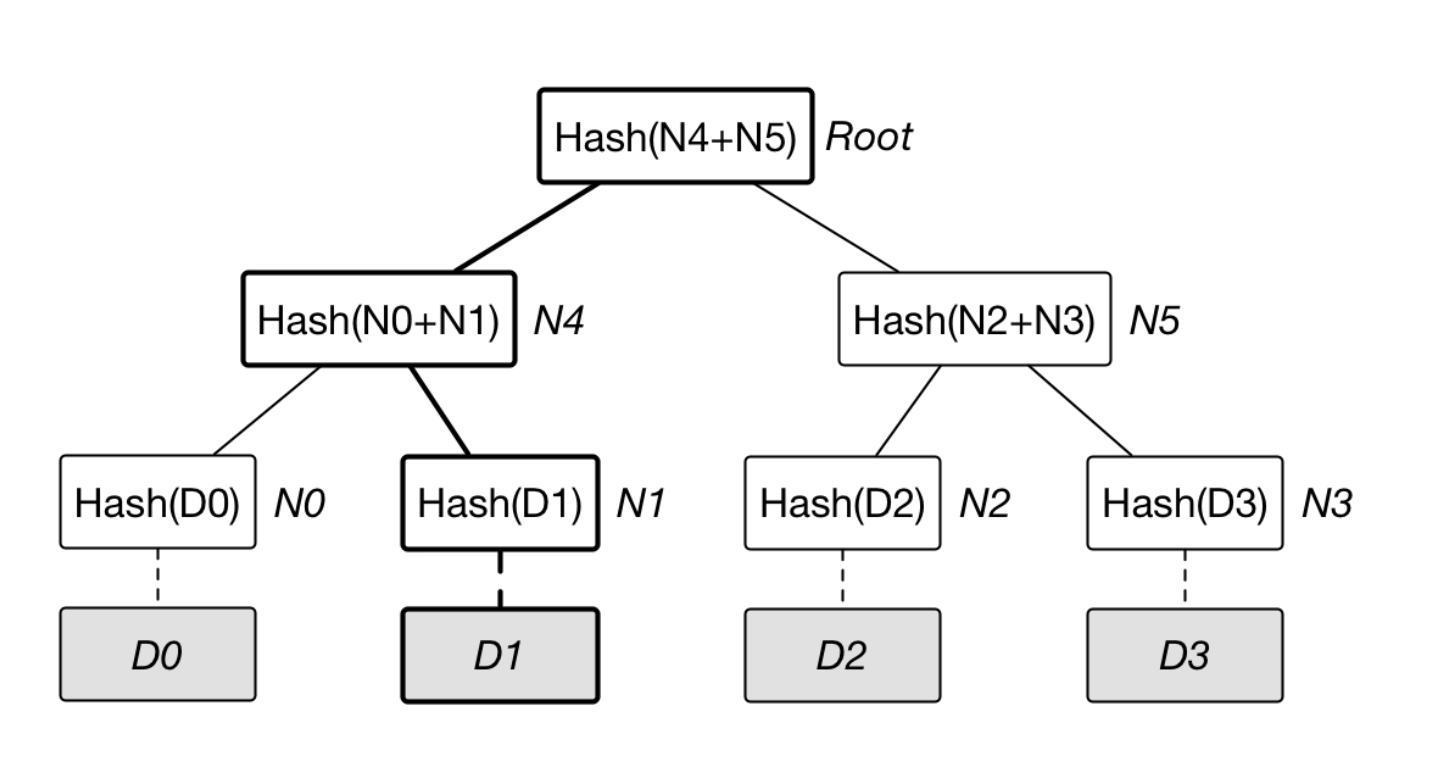 Hash(N4+N5) Root
Hash(N0+N1) N4
Hash(N2+N3) N5
Hash(D0) N0
Hash(D1) N1
Hash(D2) N2
Hash(D3) N3
D0
D1
D2
D3